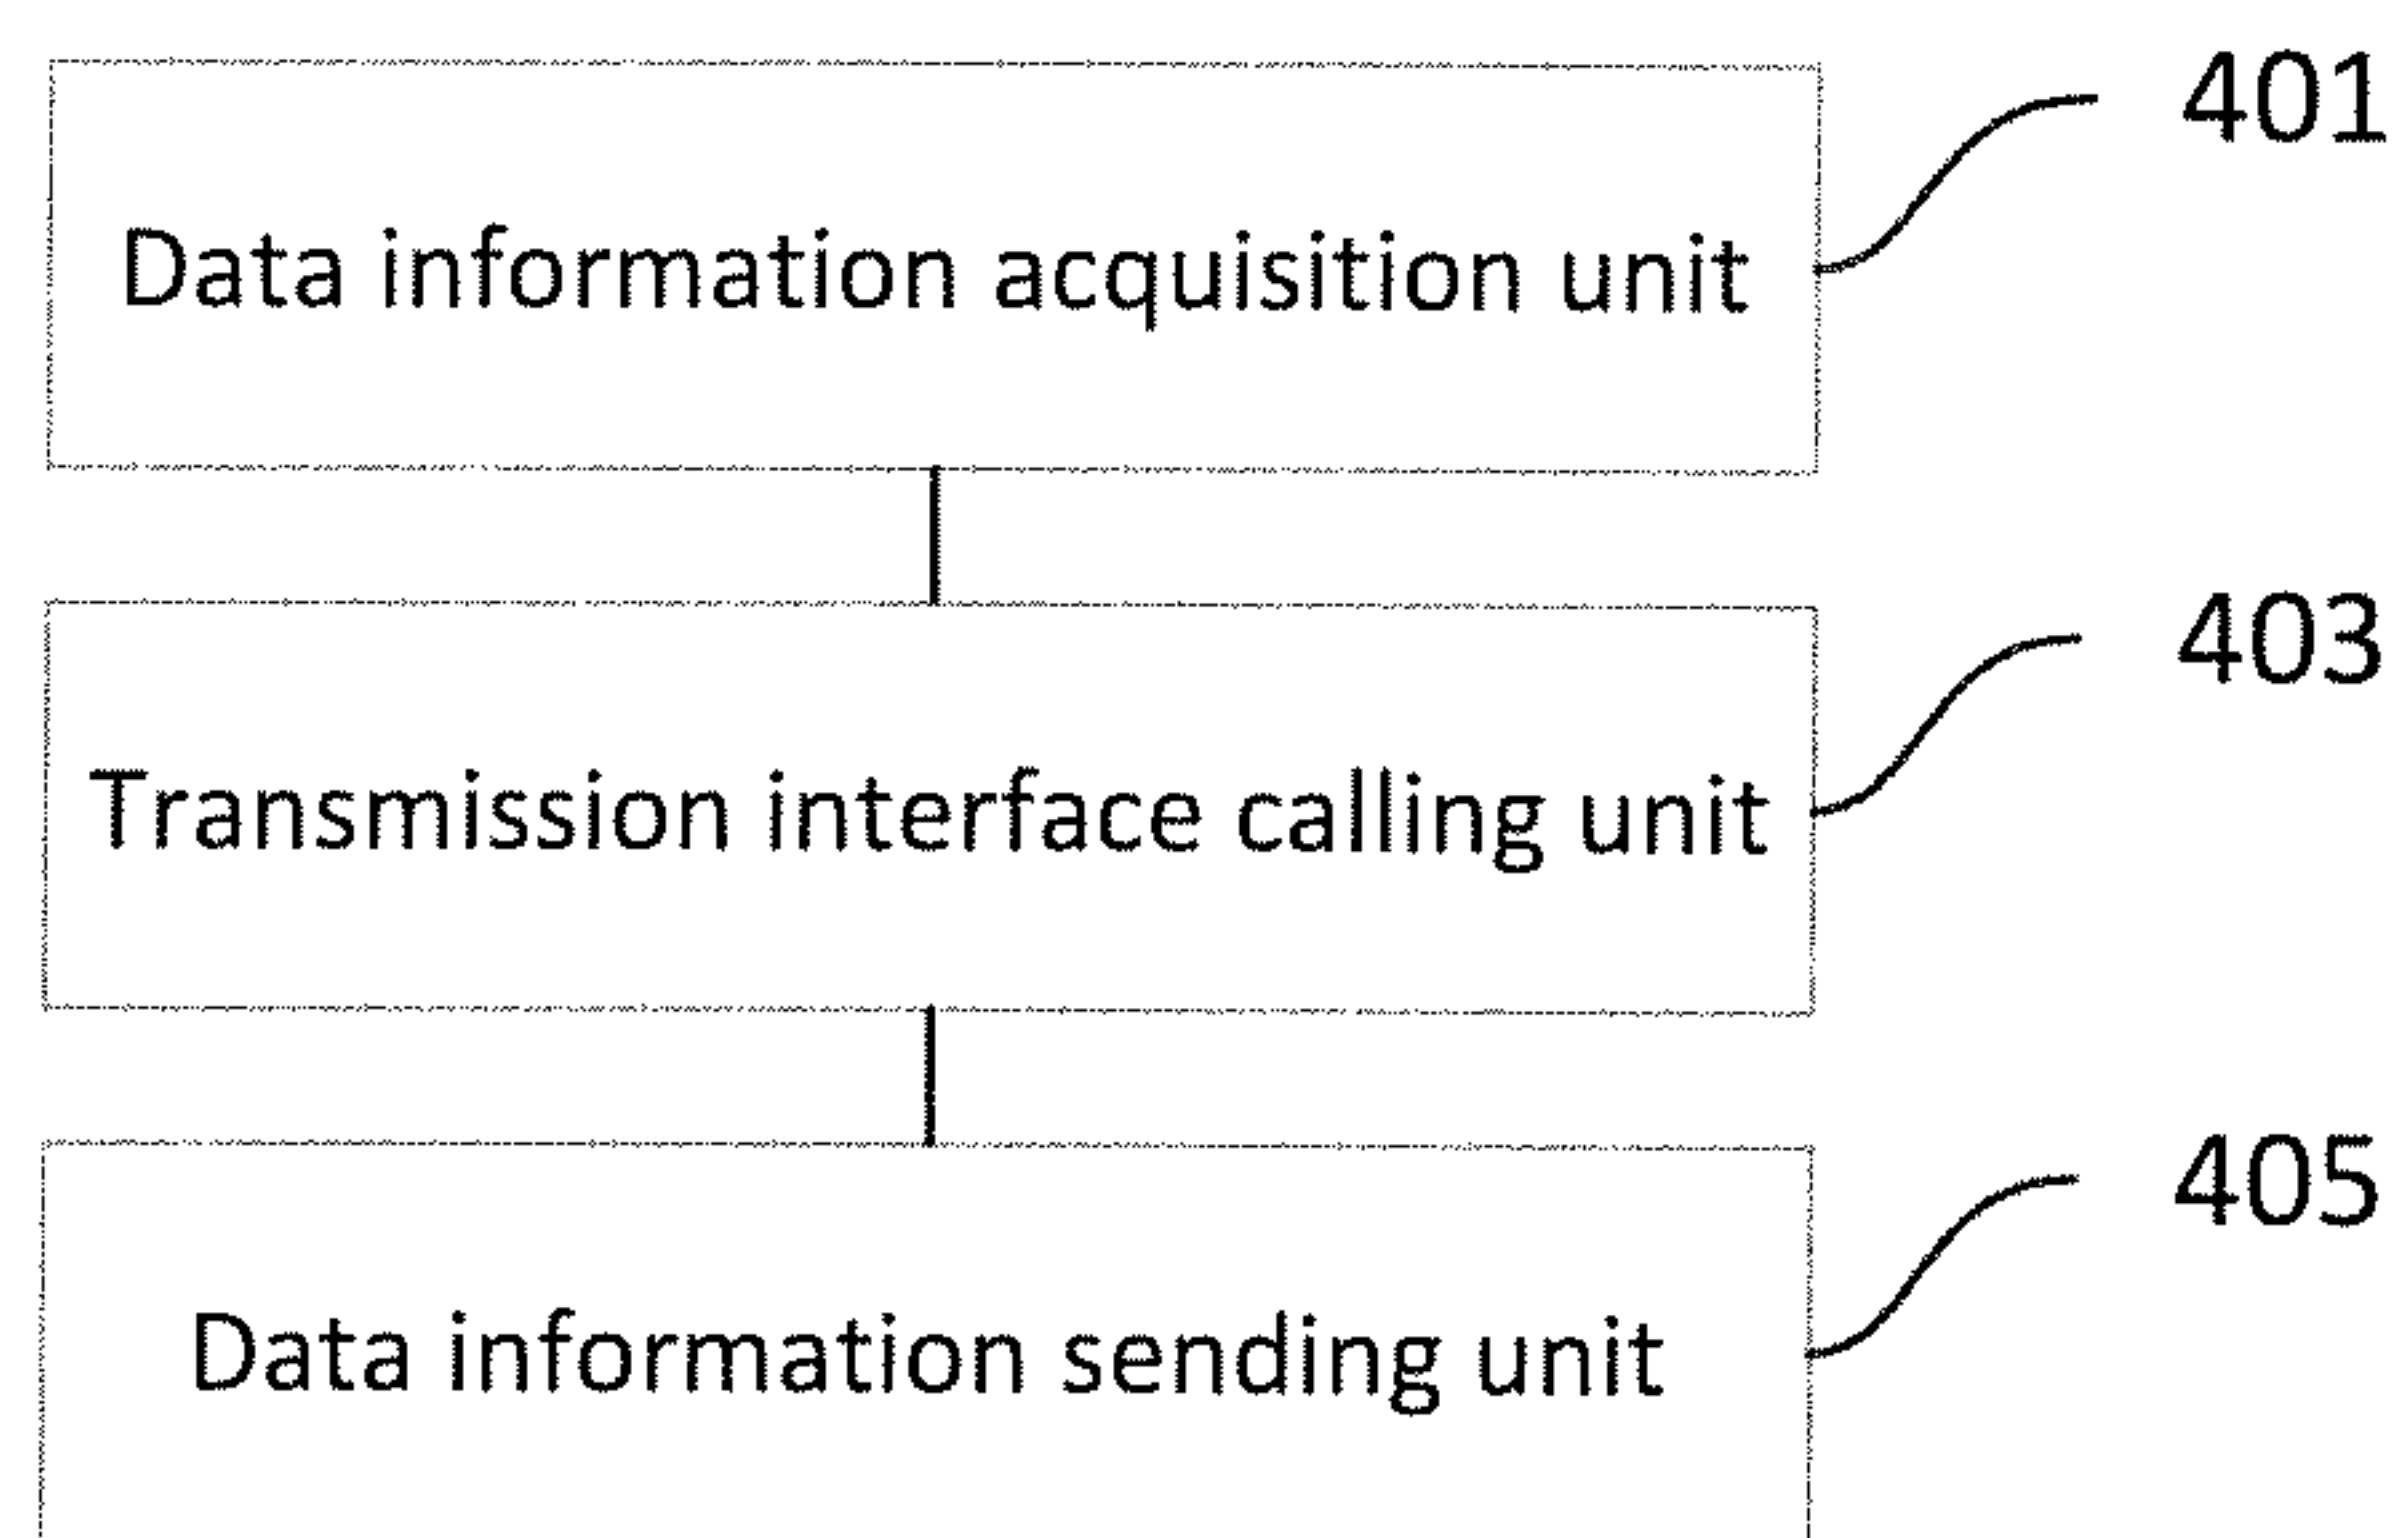 401
Data information acquisition unit
403
Transmission interface calling unit
405
Data information sending unit